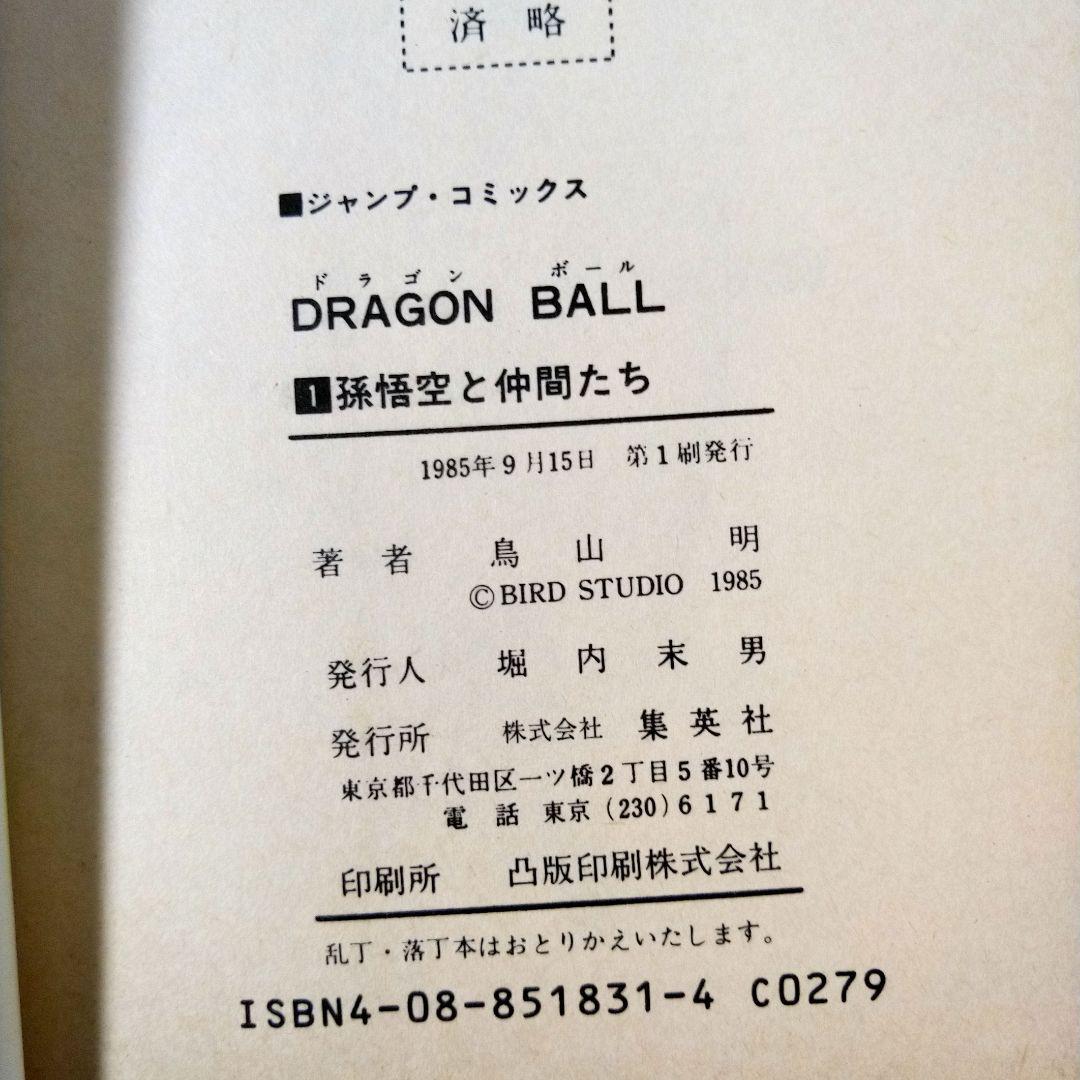 済 略
■ジャンプ・コミックス
ドラゴン ボール
DRAGON BALL
1 孫悟空と仲間たち
1985年9月15日 第1刷発行
著者 鳥山 明
©BIRD STUDIO 1985
発行人 堀内末男
発行所 株式会社 集英社
東京都千代田区一ツ橋2丁目5番10号
電話 東京(230)6171
印刷所 凸版印刷株式会社
乱丁・落丁本はおとりかえいたします。
ISBN4-08-851831-4 C0279